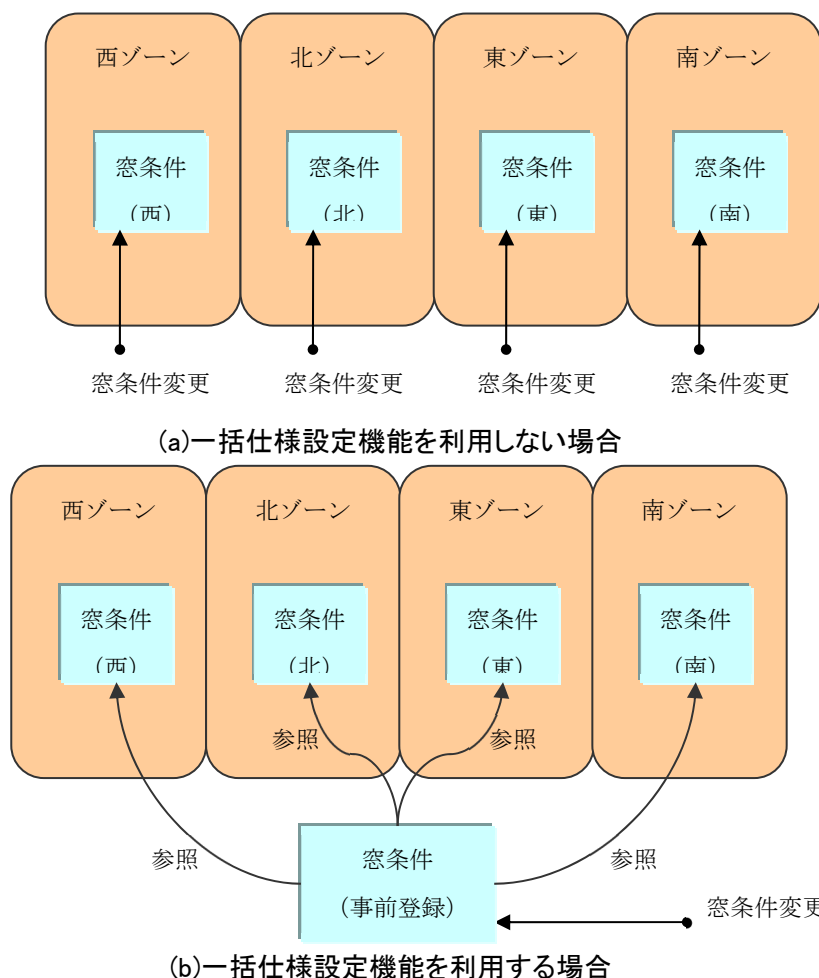 西ゾーン 北ゾーン 東ゾーン 南ゾーン
窓条件 窓条件 窓条件 窓条件
(西) (北) (東) (南)
窓条件変更 窓条件変更 窓条件変更 窓条件変更
(a)一括仕様設定機能を利用しない場合
西ゾーン 北ゾーン 東ゾーン 南ゾーン
窓条件 窓条件 窓条件 窓条件
(西) (北) (東) (南)
参照 参照
参照 窓条件 参照
(事前登録)
窓条件変更
(b)一括仕様設定機能を利用する場合